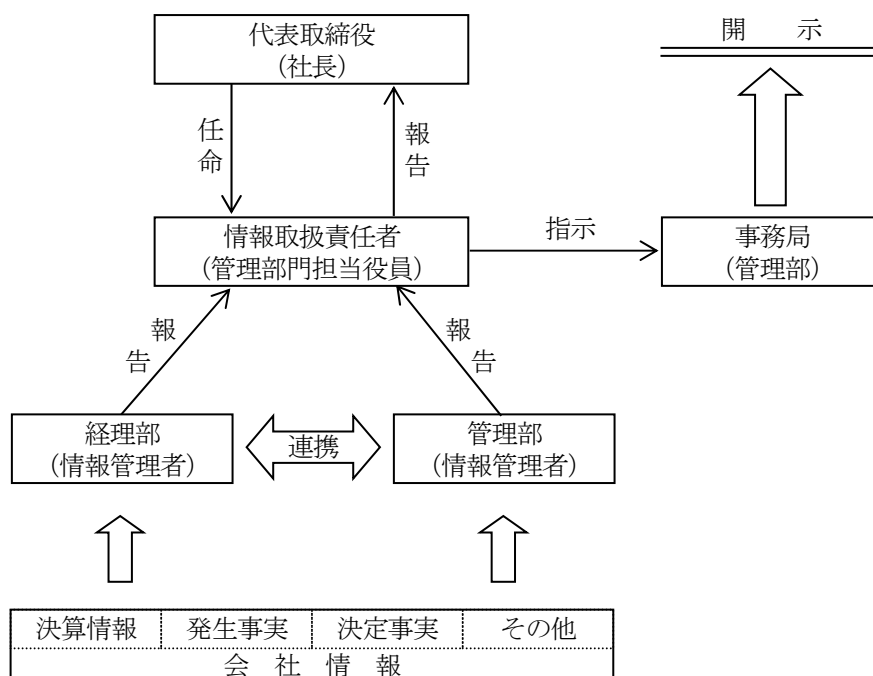 代表取締役
(社長)
開 示
任命
報告
情報取扱責任者
(管理部門担当役員)
指示
事務局
(管理部)
報告
報告
経理部
(情報管理者)
連携
管理部
(情報管理者)
決算情報 発生事実 決定事実 その他
会 社 情 報